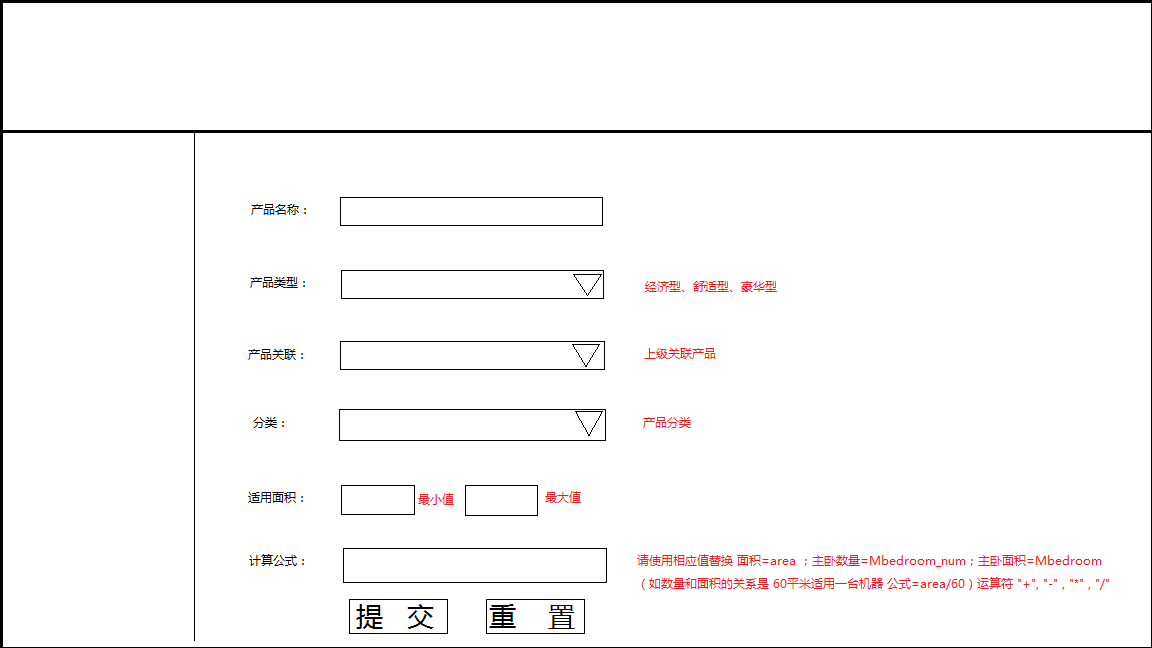 产品名称：
产品类型：
经济型、舒适型、豪华型
产品关联：
上级关联产品
分类：
产品分类
适用面积：
最小值
最大值
计算公式：
请使用相应值替换 面积=area ；主卧数量=Mbedroom_num；主卧面积=Mbedroom
（如数量和面积的关系是 60平米适用一台机器 公式=area/60）运算符 "+", "-" , "*" , "/"
提 交
重 置